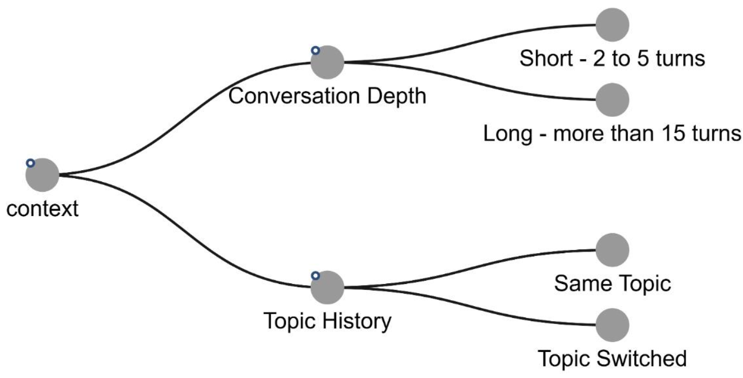 Short - 2 to 5 turns
Conversation Depth
Long - more than 15 turns
context
Same Topic
Topic History
Topic Switched